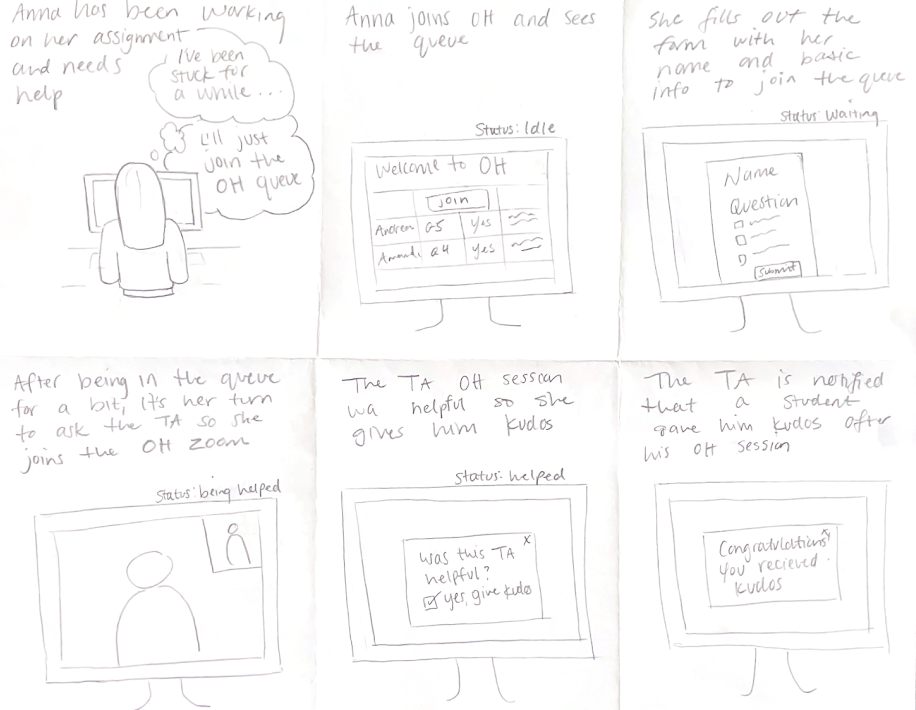 Anna has been working
on her assignment
and needs
help
I've been
stuck for
a while...
I'll just
join the
OH queue
Anna joins OH and sees
the queue
Status: Idle
Welcome to OH
join
Andrea Q5 yes
Amanda Q4 yes
She fills out the
form with her
name and basic
info to join the queue
Status: Waiting
Name
Question
Submit
After being in the queue
for a bit, it's her turn
to ask the TA so she
joins the OH zoom
Status: being helped
The TA OH session
wa helpful so she
gives him kudos
Status: helped
x
Was this TA
helpful?
yes, give kudo
The TA is notified
that a student
gave him kudos after
his OH session
x
Congradulations
you recieved
kudos